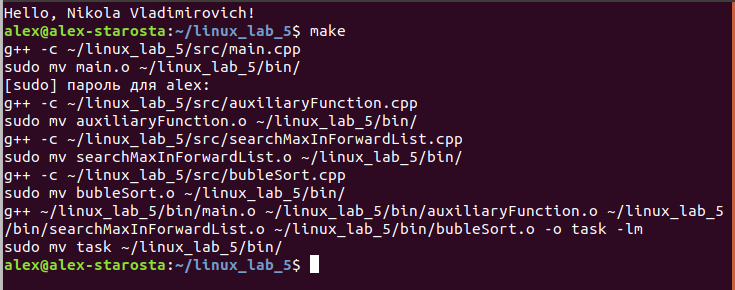 Hello, Nikola Vladimirovich!
alex@alex-starosta:~/linux_lab_5$ make
g++ -c ~/linux_lab_5/src/main.cpp
sudo mv main.o ~/linux_lab_5/bin/
[sudo] пароль для alex:
g++ -c ~/linux_lab_5/src/auxiliaryFunction.cpp
sudo mv auxiliaryFunction.o ~/linux_lab_5/bin/
g++ -c ~/linux_lab_5/src/searchMaxInForwardList.cpp
sudo mv searchMaxInForwardList.o ~/linux_lab_5/bin/
g++ -c ~/linux_lab_5/src/bubleSort.cpp
sudo mv bubleSort.o ~/linux_lab_5/bin/
g++ ~/linux_lab_5/bin/main.o ~/linux_lab_5/bin/auxiliaryFunction.o ~/linux_lab_5
/bin/searchMaxInForwardList.o ~/linux_lab_5/bin/bubleSort.o -o task -lm
sudo mv task ~/linux_lab_5/bin/
alex@alex-starosta:~/linux_lab_5$